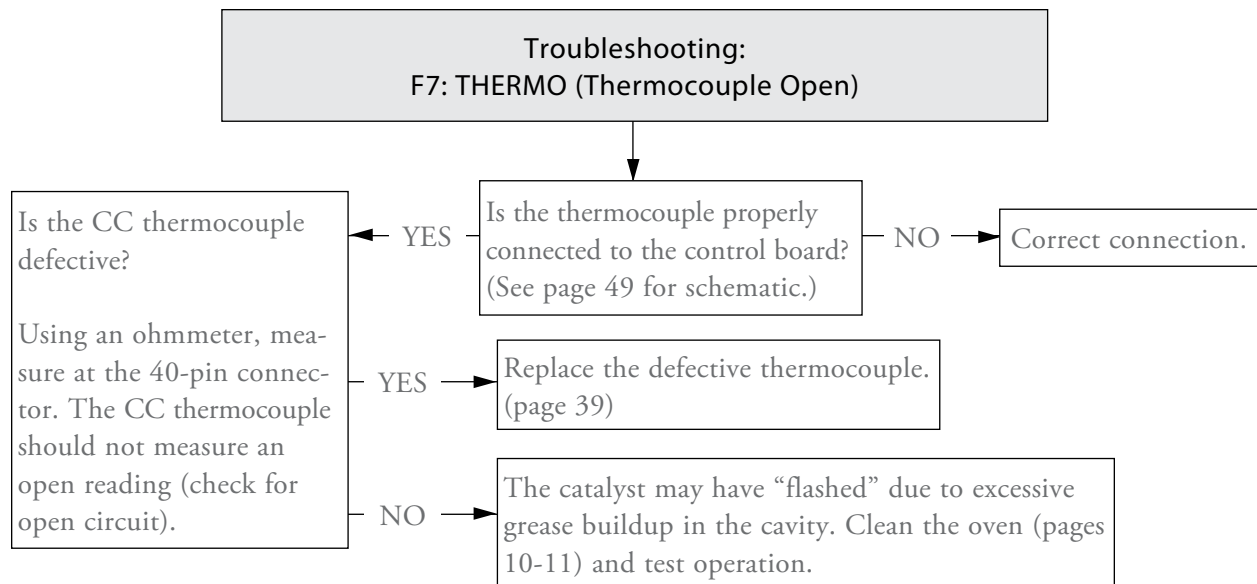 Troubleshooting:
F7: THERMO (Thermocouple Open)
Is the thermocouple properly
connected to the control board?
(See page 49 for schematic.)
NO
Correct connection.
YES
Is the CC thermocouple
defective?
Using an ohmmeter, mea-
sure at the 40-pin connec-
tor. The CC thermocouple
should not measure an
open reading (check for
open circuit).
YES
Replace the defective thermocouple.
(page 39)
NO
The catalyst may have “flashed” due to excessive
grease buildup in the cavity. Clean the oven (pages
10-11) and test operation.